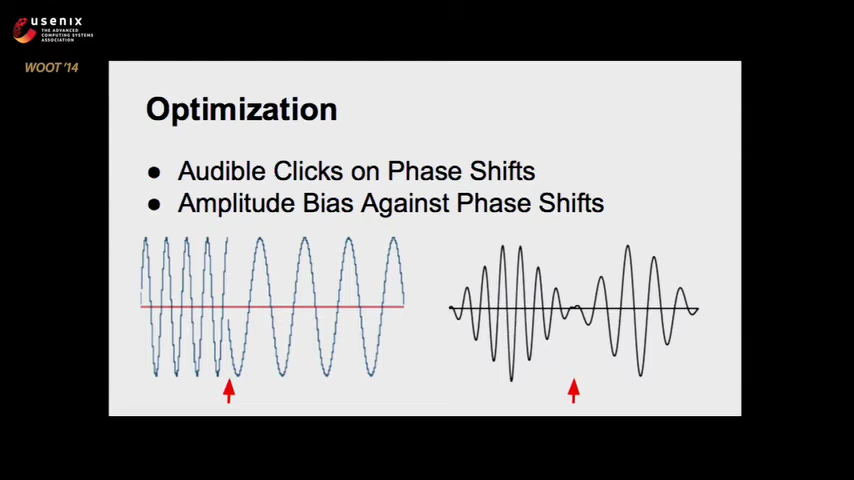 usenix
THE ADVANCED
COMPUTING SYSTEMS
ASSOCIATION
WOOT '14
Optimization
● Audible Clicks on Phase Shifts
● Amplitude Bias Against Phase Shifts